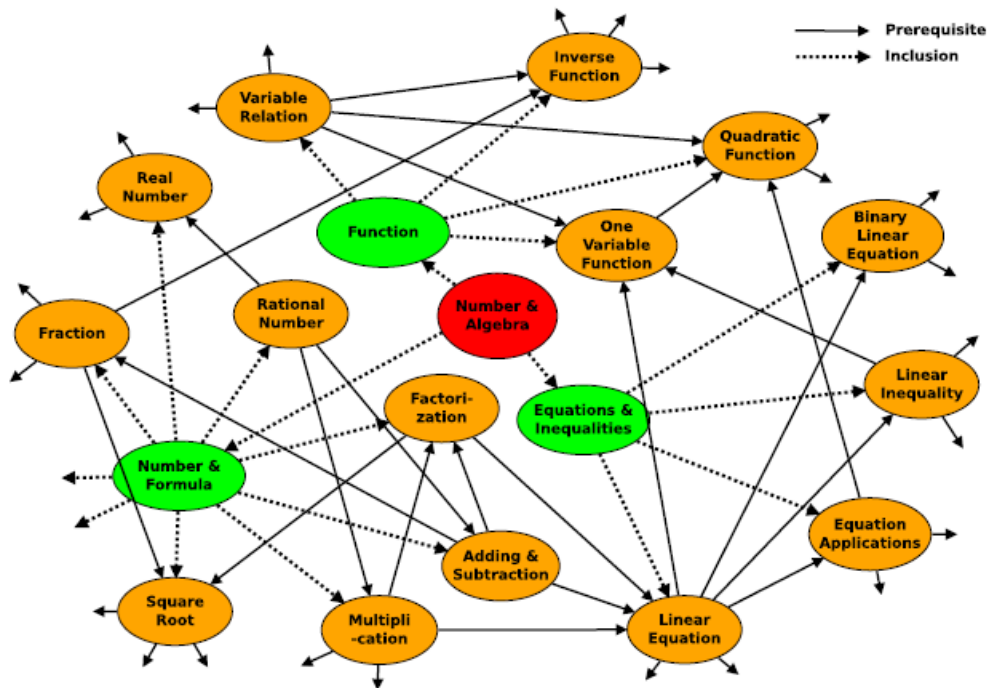 Prerequisite
Inclusion
Inverse
Function
Variable
Relation
Quadratic
Function
Real
Number
Function
One
Variable
Function
Binary
Linear
Equation
Number &
Algebra
Rational
Number
Fraction
Linear
Inequality
Factori-
zation
Equations &
Inequalities
Number &
Formula
Equation
Applications
Adding &
Subtraction
Square
Root
Multipli
-cation
Linear
Equation